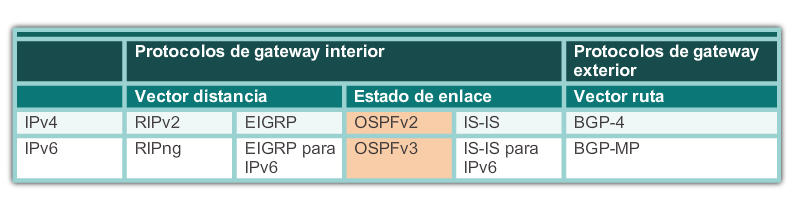 Protocolos de gateway interior
Protocolos de gateway
exterior
Vector distancia
Estado de enlace
Vector ruta
IPv4
RIPv2
EIGRP
OSPFv2
IS-IS
BGP-4
IPv6
RIPng
EIGRP para
IPv6
OSPFv3
IS-IS para
IPv6
BGP-MP